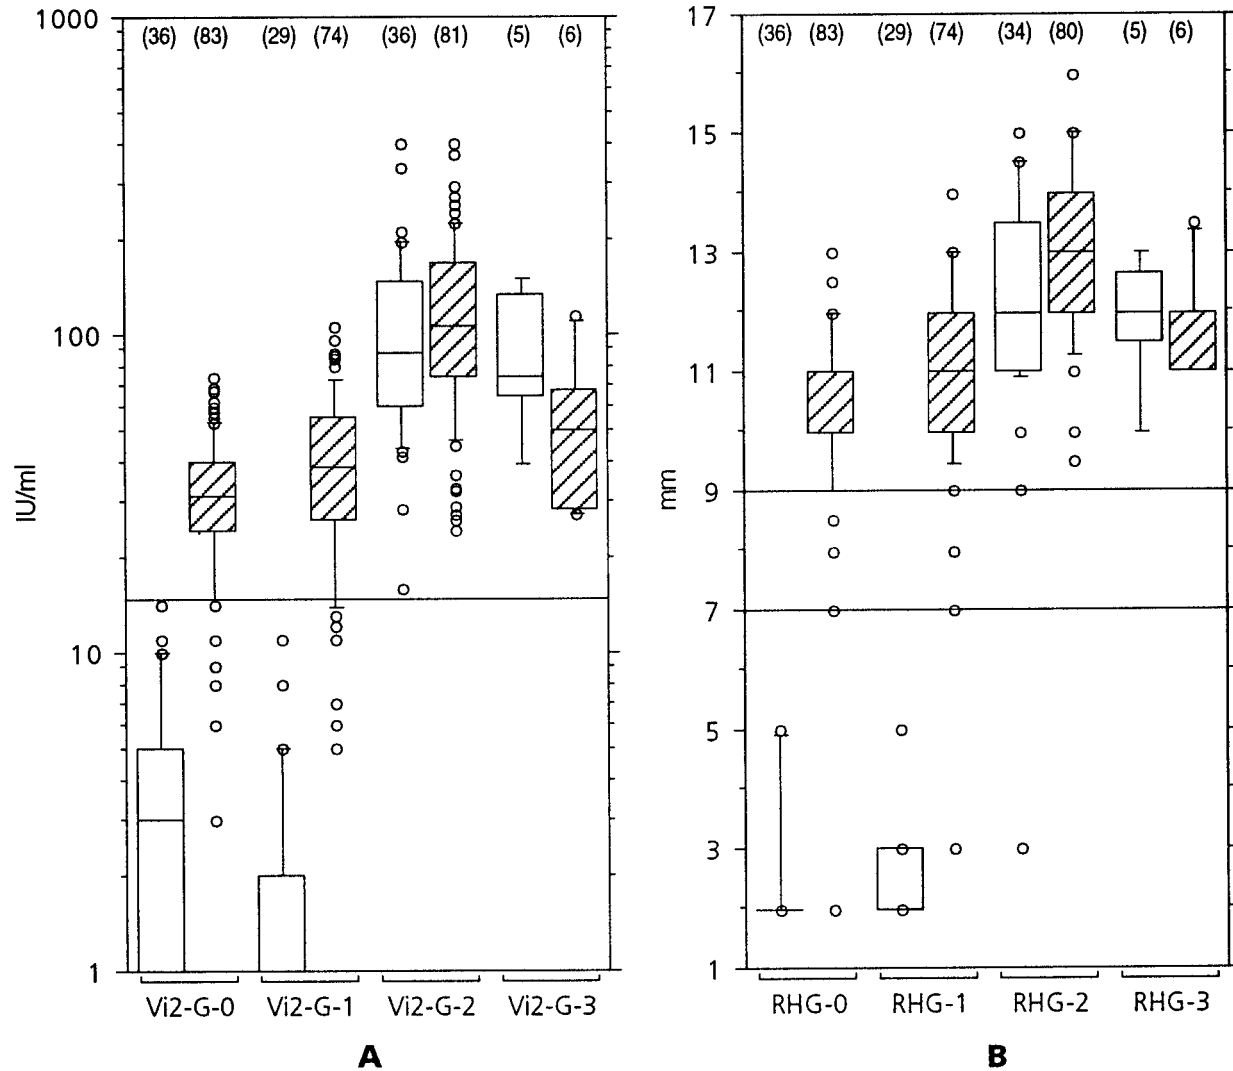 1000
(36) (83) (29) (74) (36) (81) (5) (6)
100
IU/ml
10
1
Vi2-G-0 Vi2-G-1 Vi2-G-2 Vi2-G-3
A
17
(36) (83) (29) (74) (34) (80) (5) (6)
15
13
11
mm
9
7
5
3
1
RHG-0 RHG-1 RHG-2 RHG-3
B